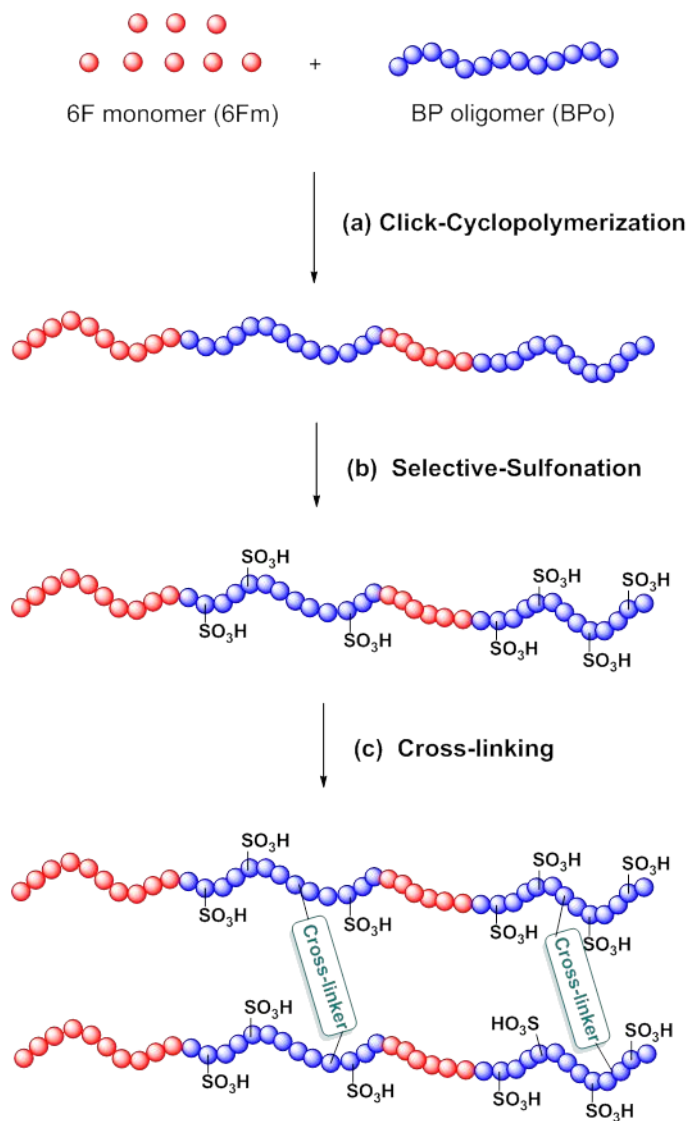 +
6F monomer (6Fm)
BP oligomer (BPo)
(a) Click-Cyclopolymerization
(b) Selective-Sulfonation
SO₃H
SO₃H
SO₃H
SO₃H
SO₃H
SO₃H
SO₃H
(c) Cross-linking
SO₃H
SO₃H
SO₃H
SO₃H
SO₃H
SO₃H
SO₃H
Cross-linker
Cross-linker
SO₃H
HO₃S
SO₃H
SO₃H
SO₃H
SO₃H
SO₃H